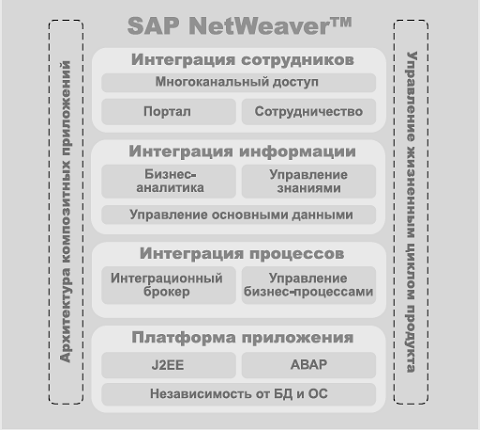 SAP NetWeaver™
Архитектура композитных приложений
Интеграция сотрудников
Многоканальный доступ
Портал
Сотрудничество
Интеграция информации
Бизнес-
аналитика
Управление
знаниями
Управление основными данными
Интеграция процессов
Интеграционный
брокер
Управление
бизнес-процессами
Платформа приложения
J2EE
ABAP
Независимость от БД и ОС
Управление жизненным циклом продукта